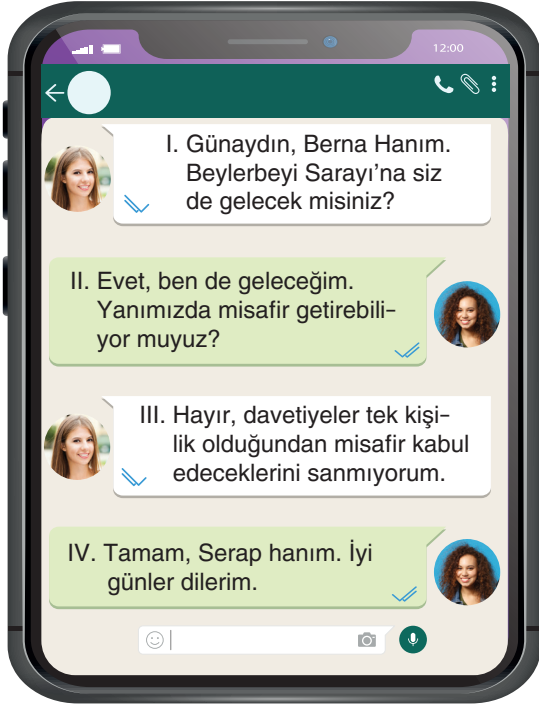 12:00
I. Günaydın, Berna Hanım.
Beylerbeyi Sarayı’na siz
de gelecek misiniz?
II. Evet, ben de geleceğim.
Yanımızda misafir getirebili-
yor muyuz?
III. Hayır, davetiyeler tek kişi-
lik olduğundan misafir kabul
edeceklerini sanmıyorum.
IV. Tamam, Serap hanım. İyi
günler dilerim.